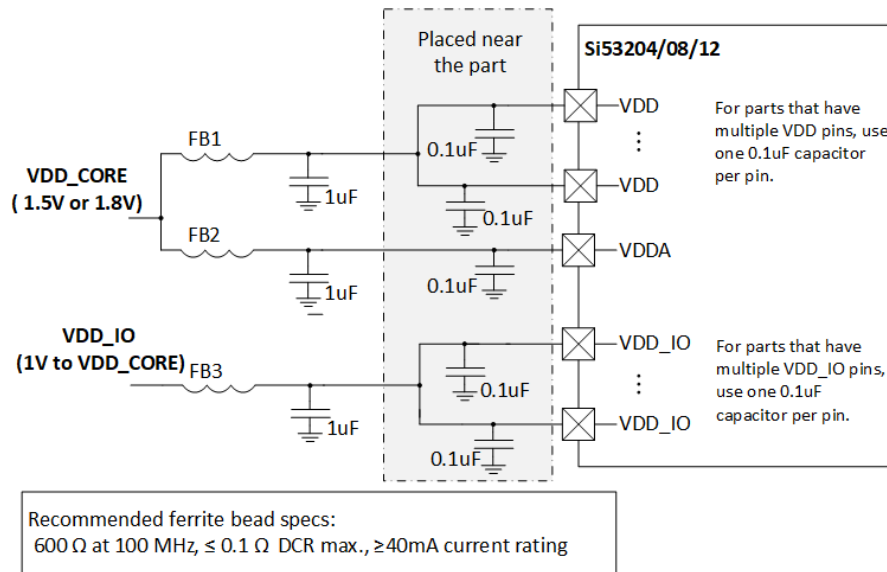 Placed near
the part
Si53204/08/12
VDD
For parts that have
multiple VDD pins, use
one 0.1uF capacitor
per pin.
FB1
0.1uF
VDD_CORE
( 1.5V or 1.8V)
1uF
VDD
0.1uF
FB2
VDDA
0.1uF
1uF
VDD_IO
(1V to VDD_CORE)
VDD_IO
For parts that have
multiple VDD_IO pins,
use one 0.1uF
capacitor per pin.
FB3
0.1uF
1uF
VDD_IO
0.1uF
Recommended ferrite bead specs:
600 Ω at 100 MHz, ≤ 0.1 Ω DCR max., ≥40mA current rating